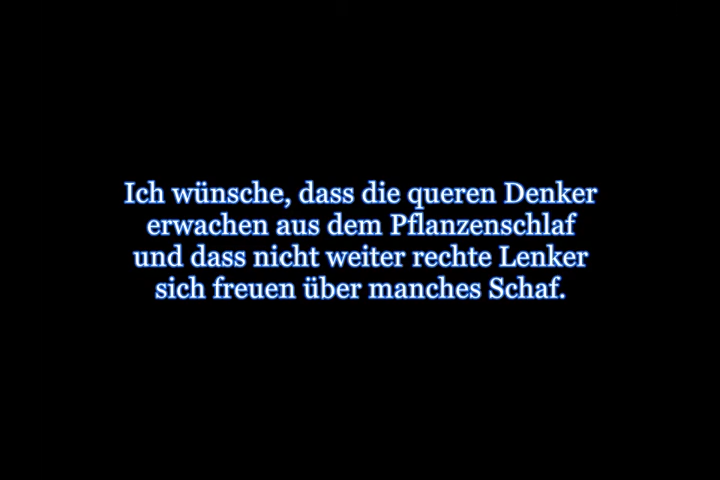 Ich wünsche, dass die queren Denker
erwachen aus dem Pflanzenschlaf
und dass nicht weiter rechte Lenker
sich freuen über manches Schaf.